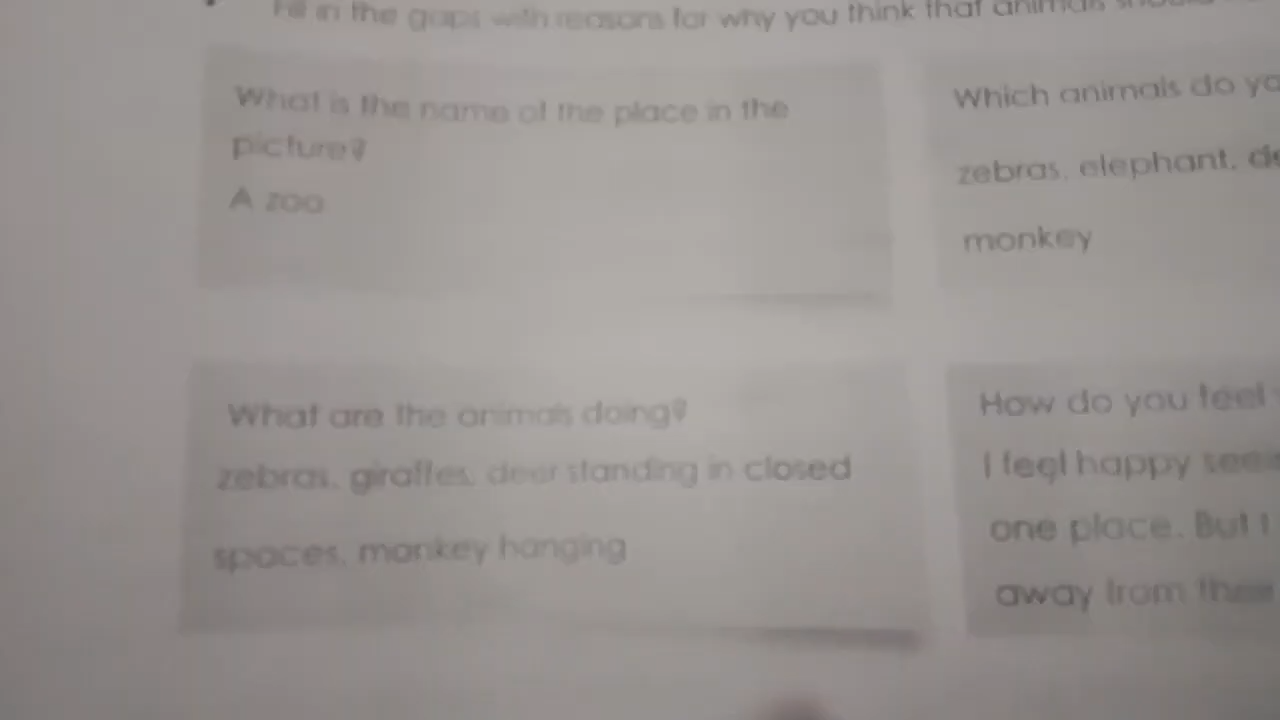 Fill in the gaps with reasons for why you think that animals should
What is the name of the place in the
picture?
A zoo
Which animals do
zebras, elephant,
monkey
What are the animals doing?
zebras, giraffes, deer standing in closed
spaces, monkey hanging
How do you feel
I feel happy
one place. But
away from